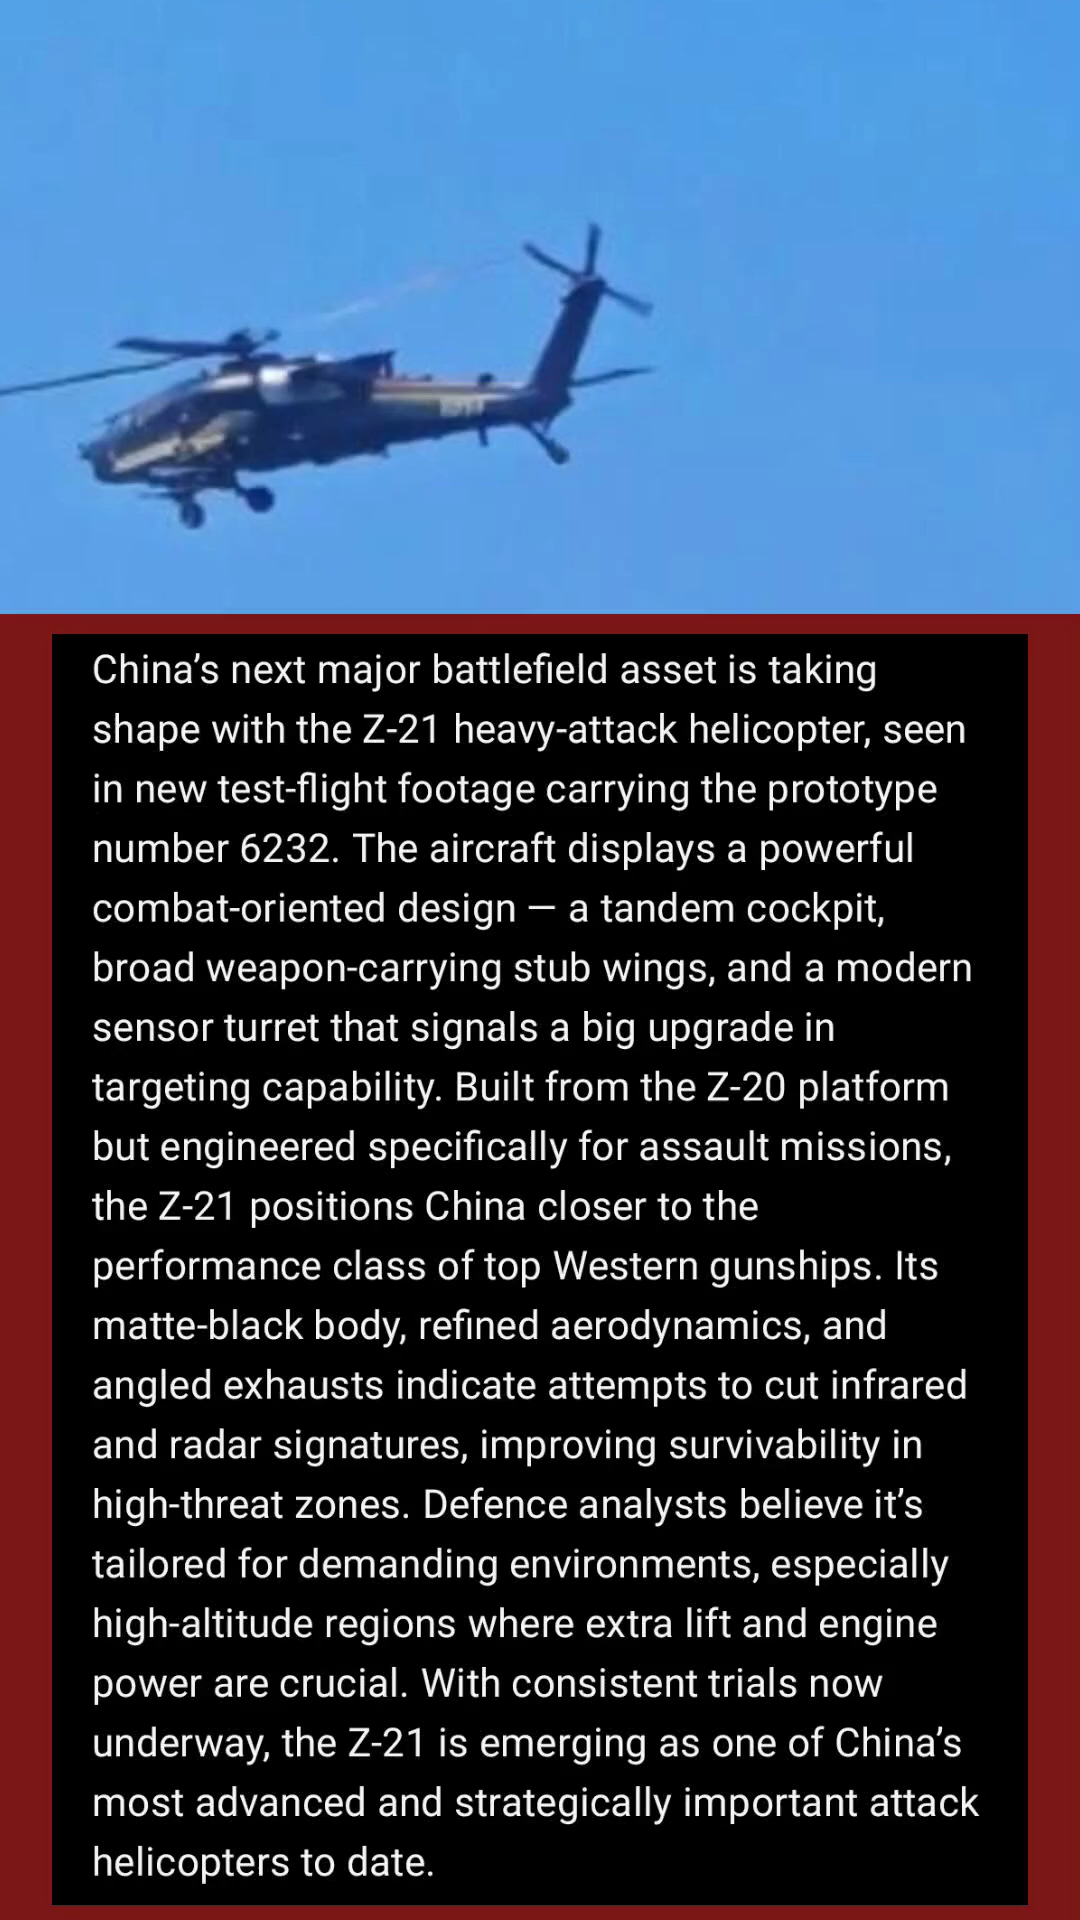 China’s next major battlefield asset is taking
shape with the Z-21 heavy-attack helicopter, seen
in new test-flight footage carrying the prototype
number 6232. The aircraft displays a powerful
combat-oriented design — a tandem cockpit,
broad weapon-carrying stub wings, and a modern
sensor turret that signals a big upgrade in
targeting capability. Built from the Z-20 platform
but engineered specifically for assault missions,
the Z-21 positions China closer to the
performance class of top Western gunships. Its
matte-black body, refined aerodynamics, and
angled exhausts indicate attempts to cut infrared
and radar signatures, improving survivability in
high-threat zones. Defence analysts believe it’s
tailored for demanding environments, especially
high-altitude regions where extra lift and engine
power are crucial. With consistent trials now
underway, the Z-21 is emerging as one of China’s
most advanced and strategically important attack
helicopters to date.